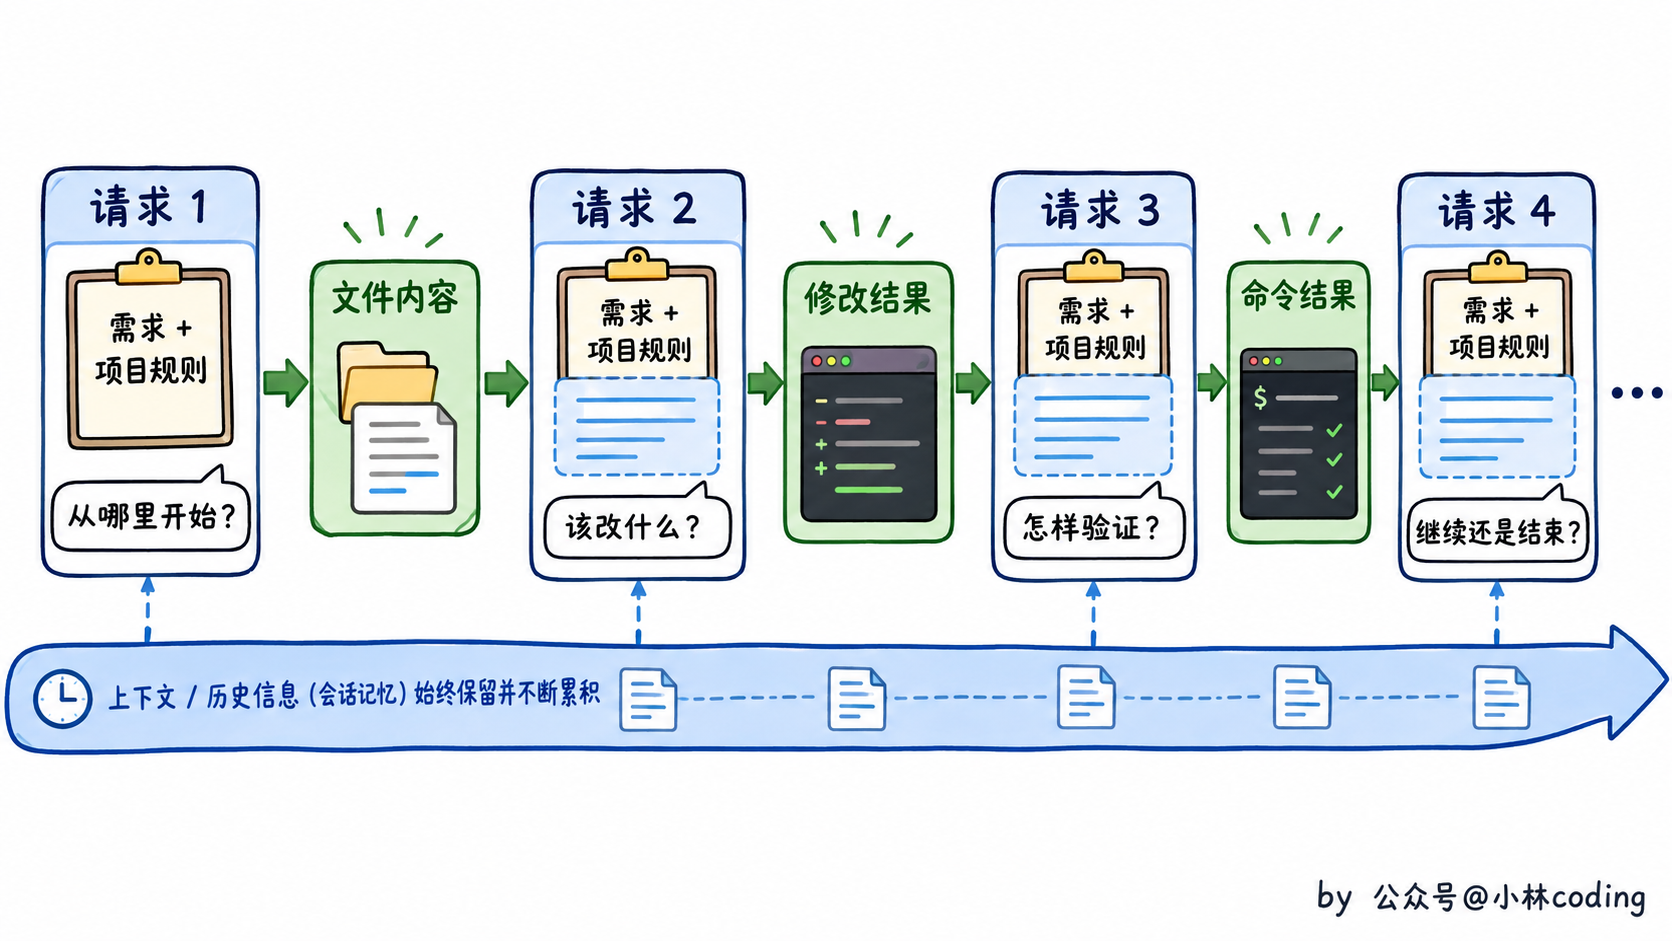 请求 1
需求 +
项目规则
从哪里开始?
文件内容
请求 2
需求 +
项目规则
该改什么?
修改结果
请求 3
需求 +
项目规则
怎样验证?
命令结果
$
请求 4
需求 +
项目规则
继续还是结束?
...
上下文 / 历史信息 (会话记忆) 始终保留并不断累积
by 公众号@小林coding